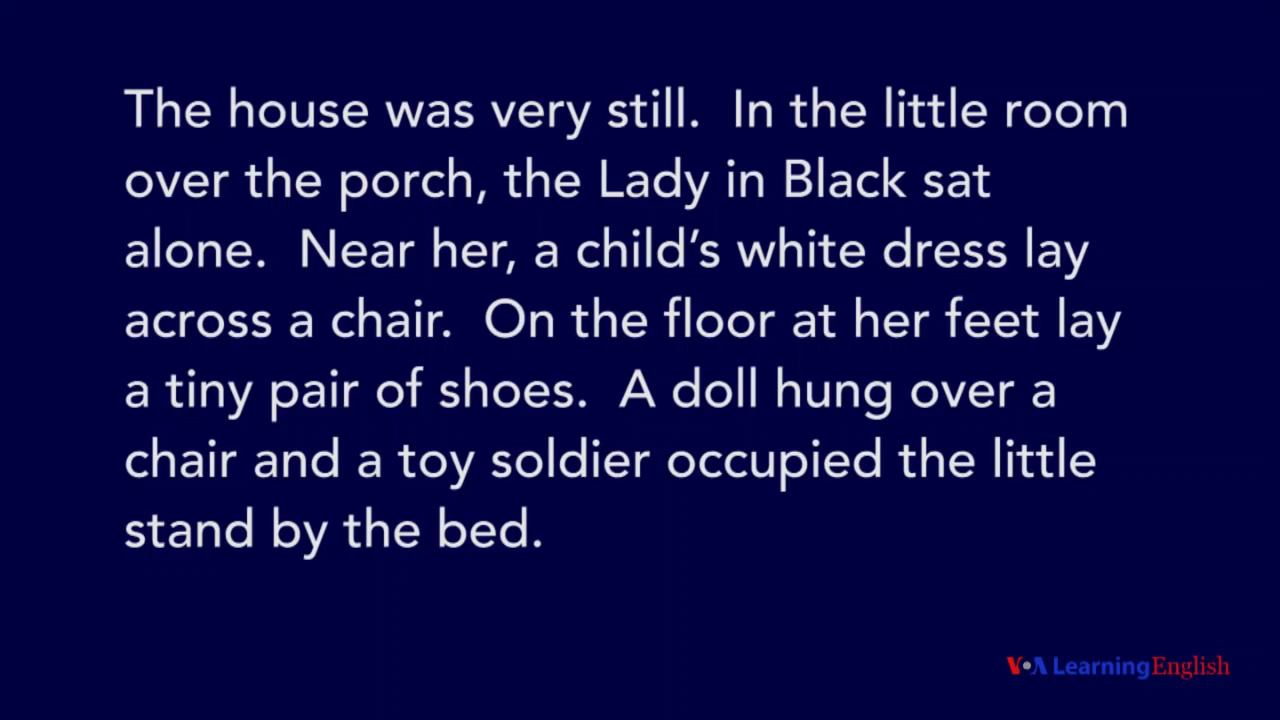 The house was very still.  In the little room
over the porch, the Lady in Black sat
alone.  Near her, a child’s white dress lay
across a chair.  On the floor at her feet lay
a tiny pair of shoes.  A doll hung over a
chair and a toy soldier occupied the little
stand by the bed.
VOA LearningEnglish